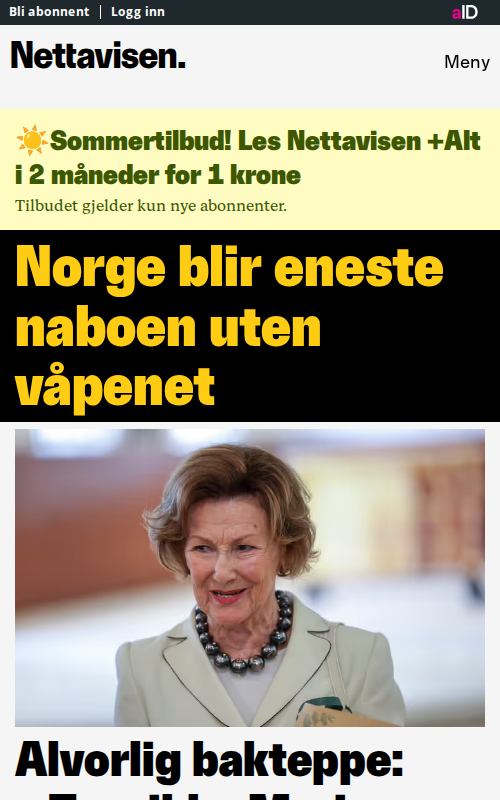 Bli abonnent
Logg inn
aID
Nettavisen.
Meny
Sommertilbud! Les Nettavisen +Alt
i 2 måneder for 1 krone
Tilbudet gjelder kun nye abonnenter.
Norge blir eneste
naboen uten
våpenet
Alvorlig bakteppe: